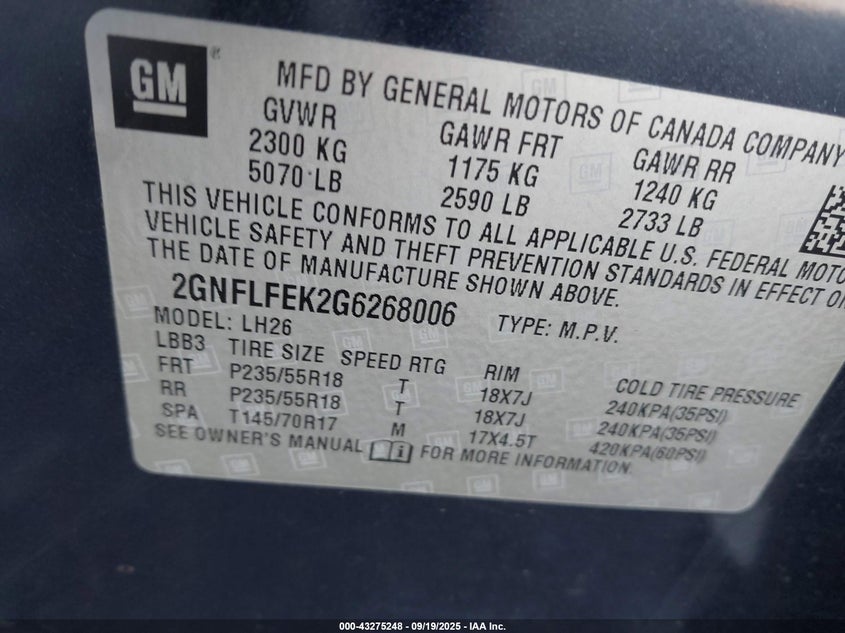 GM ®
MFD BY GENERAL MOTORS OF CANADA COMPANY
GVWR GAWR FRT GAWR RR
2300 KG 1175 KG 1240 KG
5070 LB 2590 LB 2733 LB
THIS VEHICLE CONFORMS TO ALL APPLICABLE U.S. FEDERAL MOTO
VEHICLE SAFETY AND THEFT PREVENTION STANDARDS IN EFFECT ON
THE DATE OF MANUFACTURE SHOWN ABOVE.
2GNFLFEK2G6268006 TYPE: M.P.V.
MODEL: LH26
LBB3 TIRE SIZE SPEED RTG RIM COLD TIRE PRESSURE
FRT P235/55R18 T 18X7J 240KPA(35PSI)
RR P235/55R18 T 18X7J 240KPA(35PSI)
SPA T145/70R17 M 17X4.5T 420KPA(60PSI)
SEE OWNER'S MANUAL FOR MORE INFORMATION.
000-43275248 - 09/19/2025 - IAA Inc.